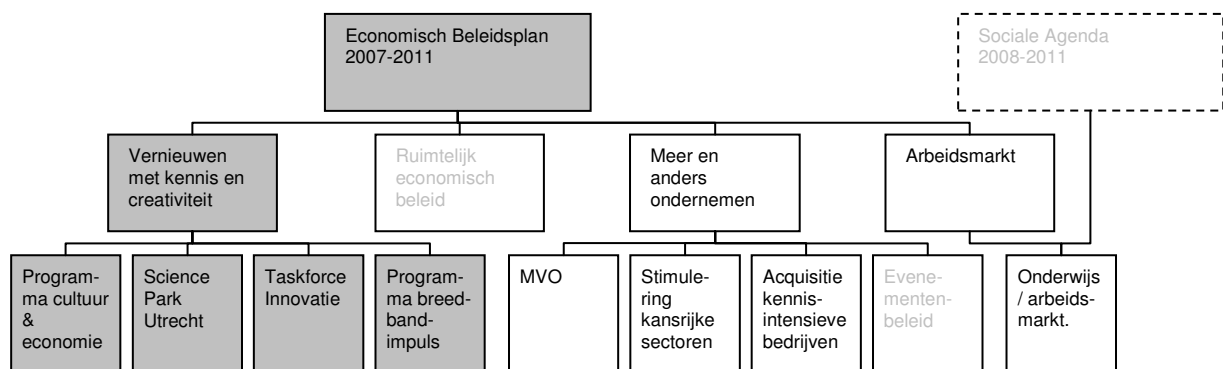 Economisch Beleidsplan
2007-2011
Sociale Agenda
2008-2011
Vernieuwen
met kennis en
creativiteit
Ruimtelijk
economisch
beleid
Meer en
anders
ondernemen
Arbeidsmarkt
Program-
ma cultuur
&
economie
Science
Park
Utrecht
Taskforce
Innovatie
Program-
ma breed-
band-
impuls
MVO
Stimule-
ring
kansrijke
sectoren
Acquisitie
kennis-
intensieve
bedrijven
Evene-
menten-
beleid
Onderwijs
/ arbeids-
markt.